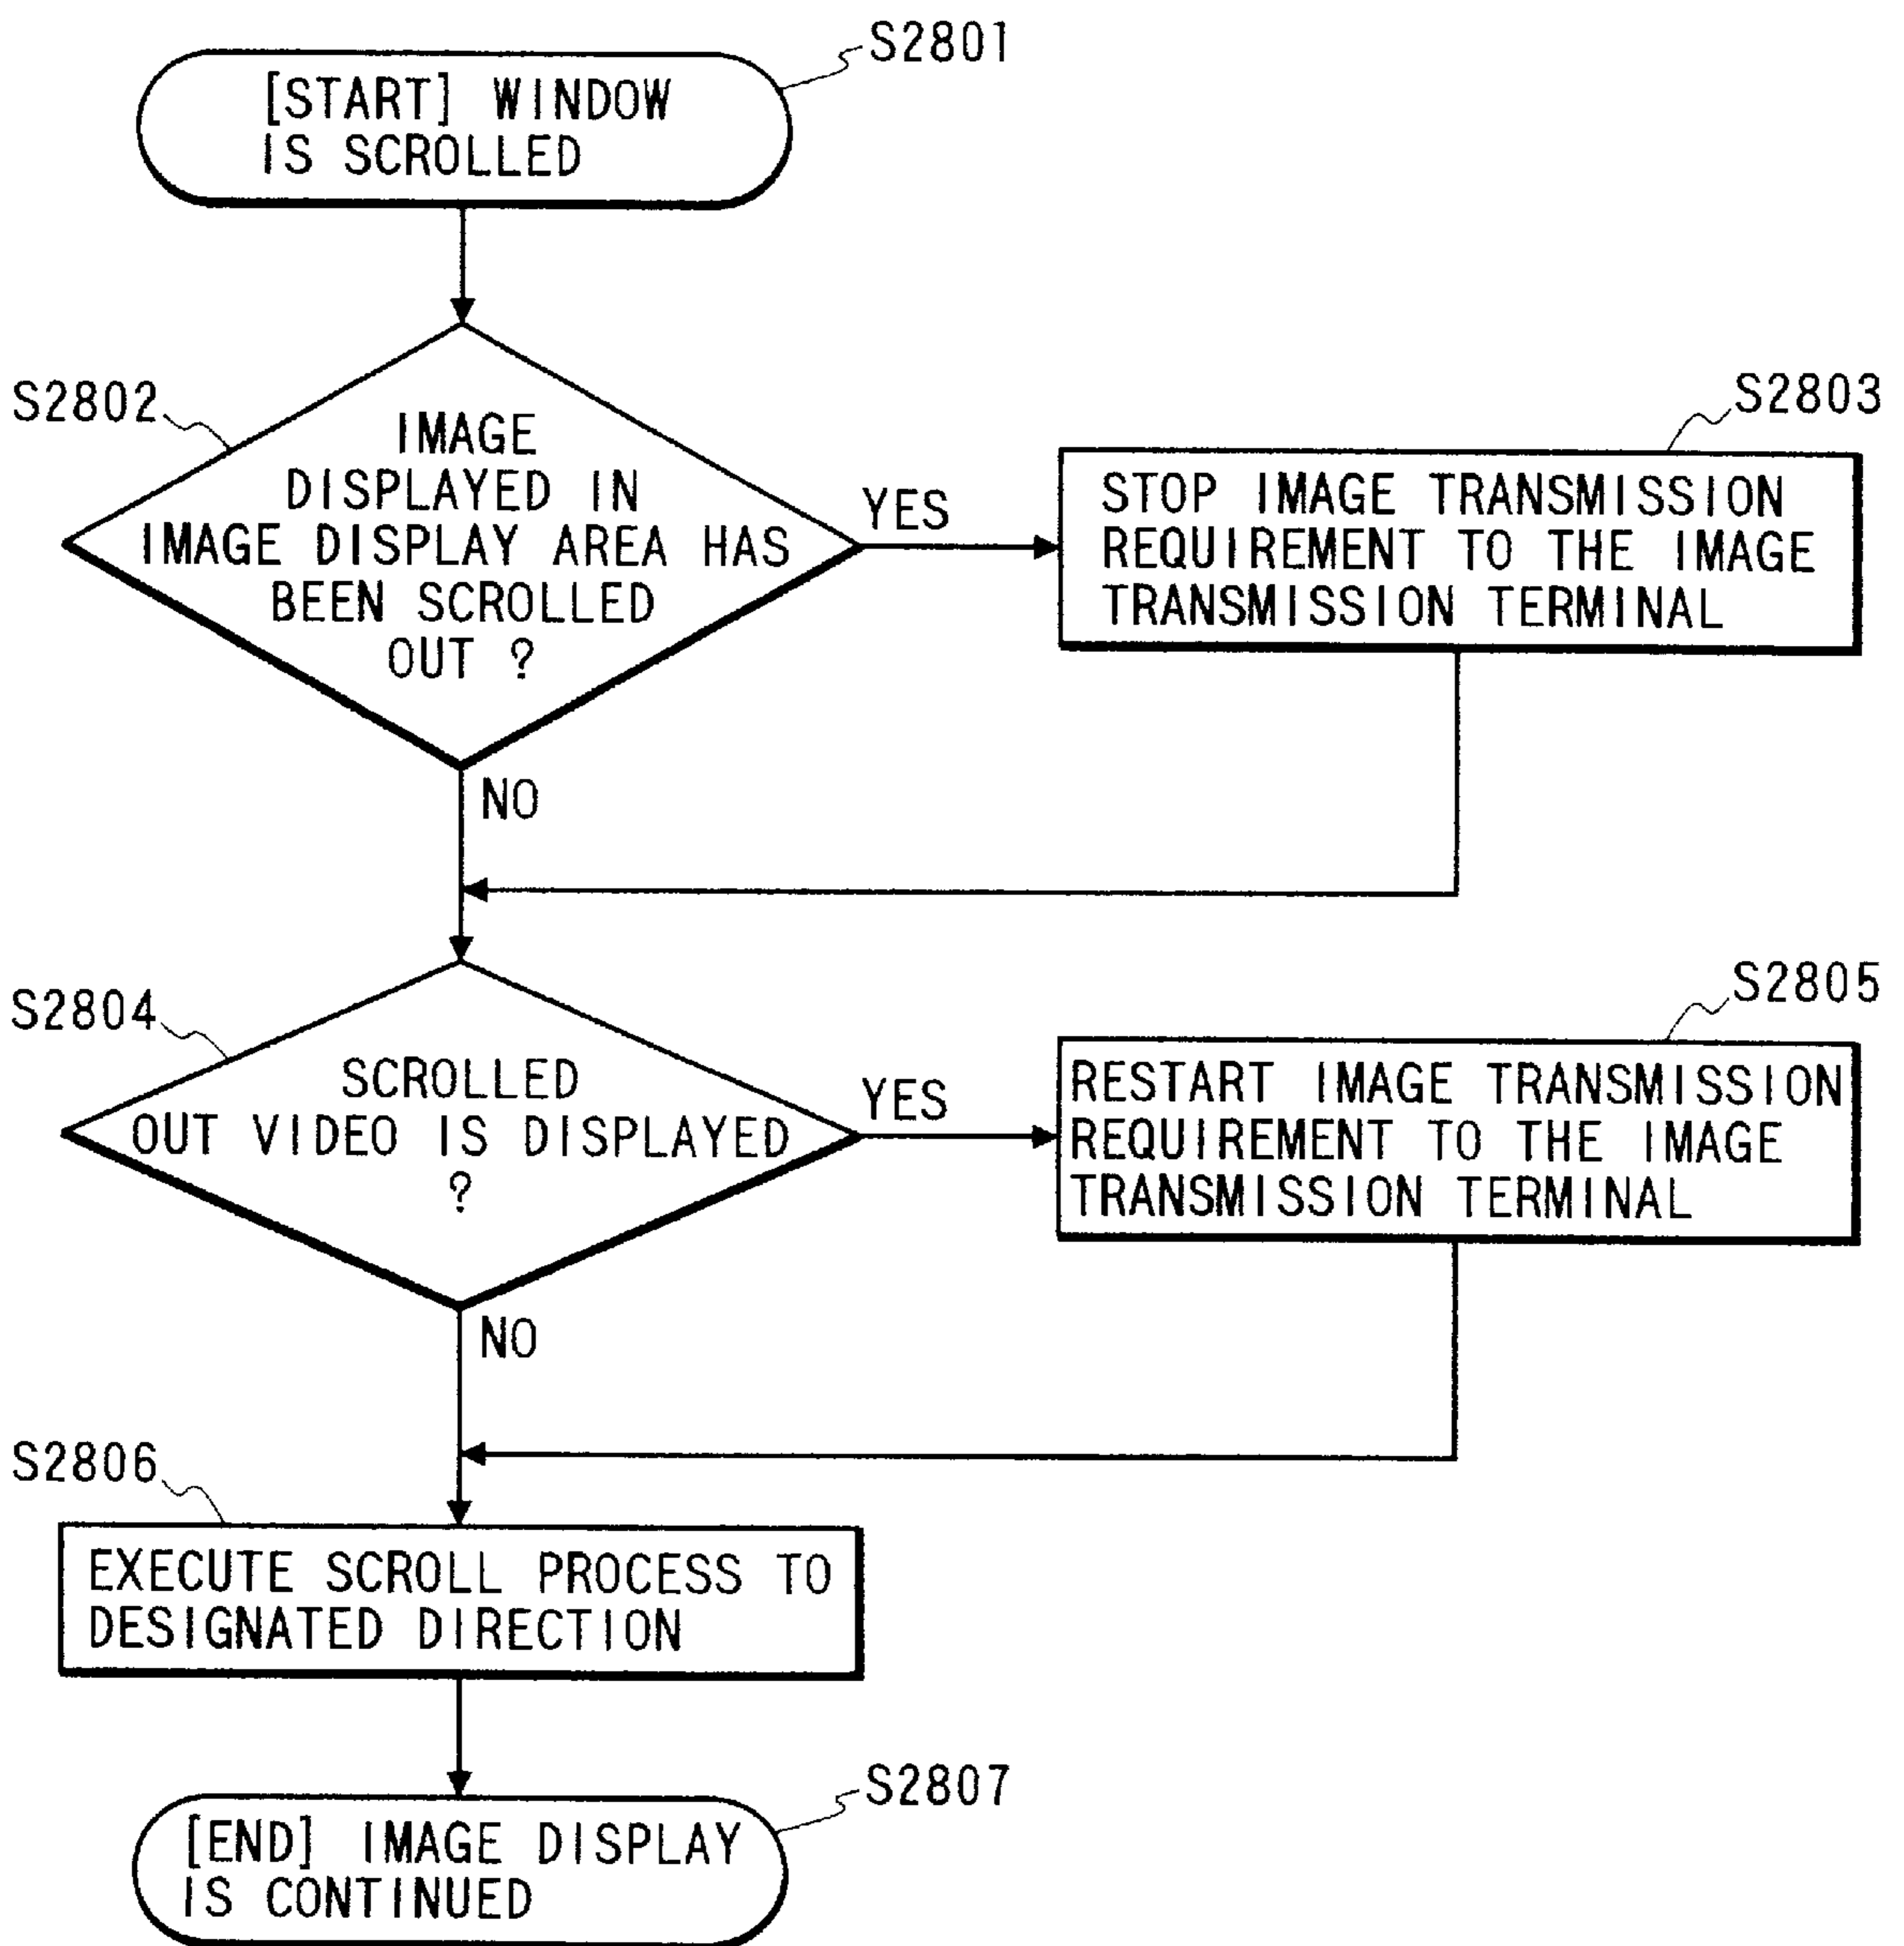 S2801
[START] WINDOW
IS SCROLLED
S2802
IMAGE
DISPLAYED IN
IMAGE DISPLAY AREA HAS
BEEN SCROLLED
OUT ?
YES
S2803
STOP IMAGE TRANSMISSION
REQUIREMENT TO THE IMAGE
TRANSMISSION TERMINAL
NO
S2804
SCROLLED
OUT VIDEO IS DISPLAYED
?
YES
S2805
RESTART IMAGE TRANSMISSION
REQUIREMENT TO THE IMAGE
TRANSMISSION TERMINAL
NO
S2806
EXECUTE SCROLL PROCESS TO
DESIGNATED DIRECTION
S2807
[END] IMAGE DISPLAY
IS CONTINUED